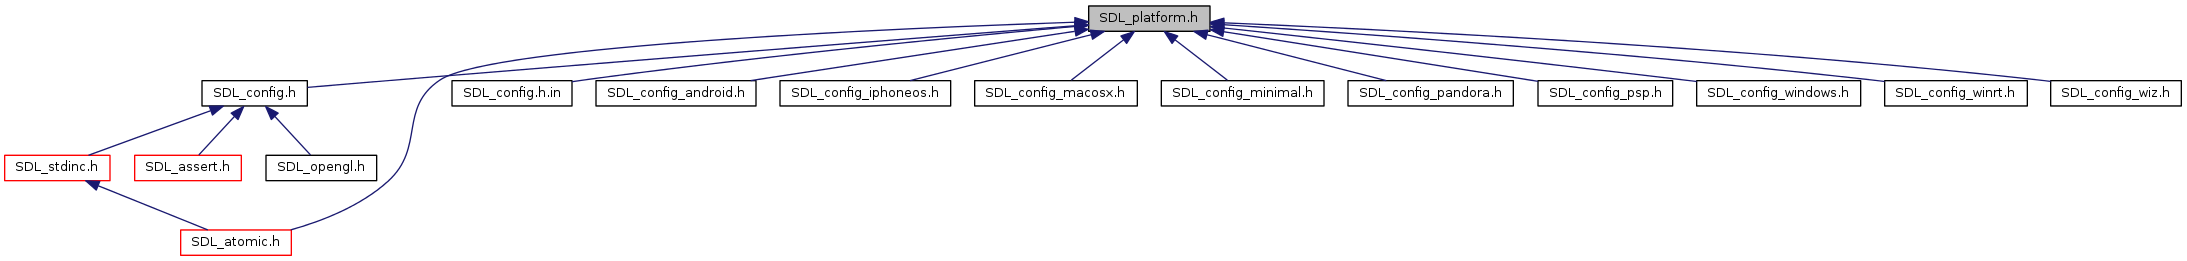 SDL_platform.h
SDL_config.h
SDL_config.h.in
SDL_config_android.h
SDL_config_iphoneos.h
SDL_config_macosx.h
SDL_config_minimal.h
SDL_config_pandora.h
SDL_config_psp.h
SDL_config_windows.h
SDL_config_winrt.h
SDL_config_wiz.h
SDL_stdinc.h
SDL_assert.h
SDL_opengl.h
SDL_atomic.h